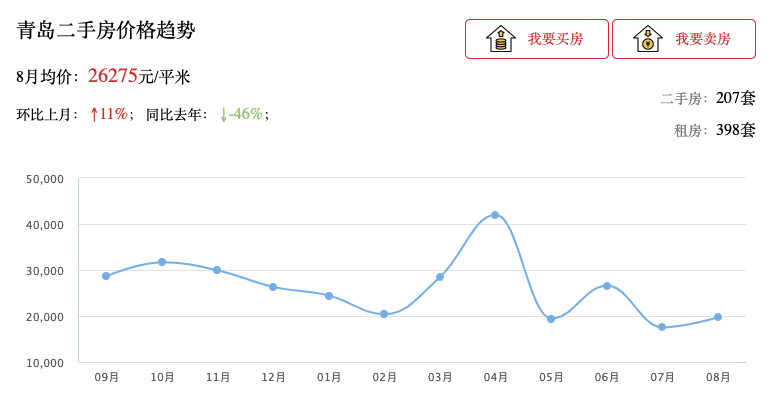 青岛二手房价格趋势
我要买房
我要卖房
8月均价：26275元/平米
环比上月：↑11%； 同比去年：↓-46%；
二手房：207套
租房：398套
50,000
40,000
30,000
20,000
10,000
09月 10月 11月 12月 01月 02月 03月 04月 05月 06月 07月 08月